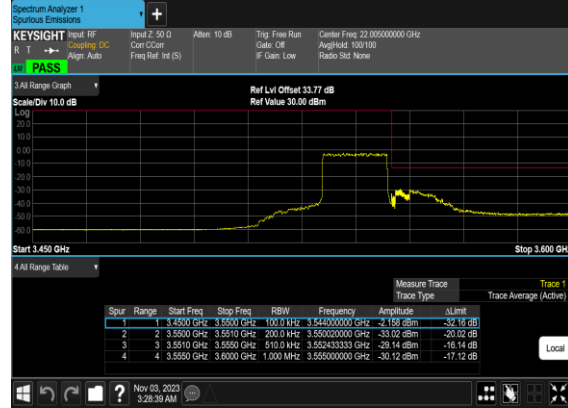 Spectrum Analyzer 1
Spurious Emissions
+
KEYSIGHT Input: RF Input Z: 50 Ω Atten: 10 dB Trig: Free Run Center Freq: 22.005000000 GHz
R T Coupling: DC Corr CCorr Gate: Off Avg|Hold: 100/100
Align: Auto Freq Ref: Int (S) IF Gain: Low Radio Std: None
PASS
3 All Range Graph
Ref Lvl Offset 33.77 dB
Scale/Div 10.0 dB Ref Value 30.00 dBm
Log
20.0
10.0
0.00
-10.0
-20.0
-30.0
-40.0
-50.0
-60.0
Start 3.450 GHz Stop 3.600 GHz
4 All Range Table
Measure Trace Trace 1
Trace Type Trace Average (Active)
Spur Range Start Freq Stop Freq RBW Frequency Amplitude ΔLimit
1 1 3.4500 GHz 3.5500 GHz 100.0 kHz 3.544000000 GHz -2.158 dBm -32.16 dB
2 2 3.5500 GHz 3.5510 GHz 200.0 kHz 3.550020000 GHz -33.02 dBm -20.02 dB
3 3 3.5510 GHz 3.5550 GHz 510.0 kHz 3.552433333 GHz -29.14 dBm -16.14 dB
4 4 3.5550 GHz 3.6000 GHz 1.000 MHz 3.555000000 GHz -30.12 dBm -17.12 dB
Local
? Nov 03, 2023
3:28:39 AM